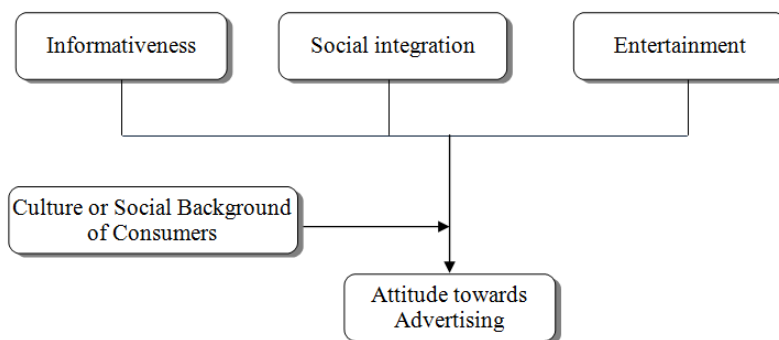 Informativeness
Social integration
Entertainment
Culture or Social Background
of Consumers
Attitude towards
Advertising